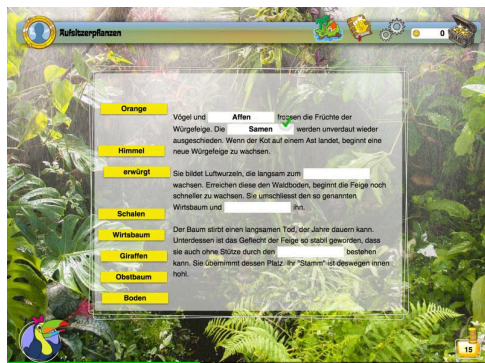 Aufsitzerpflanzen
0
Orange
Himmel
erwürgt
Schalen
Wirtsbaum
Giraffen
Obstbaum
Boden
Vögel und Affen fressen die Früchte der
Würgefeige. Die Samen werden unverdaut wieder
ausgeschieden. Wenn der Kot auf einem Ast landet, beginnt eine
neue Würgefeige zu wachsen.
Sie bildet Luftwurzeln, die langsam zum
wachsen. Erreichen diese den Waldboden, beginnt die Feige noch
schneller zu wachsen. Sie umschliesst den so genannten
Wirtsbaum und ihn.
Der Baum stirbt einen langsamen Tod, der Jahre dauern kann.
Unterdessen ist das Geflecht der Feige so stabil geworden, dass
sie auch ohne Stütze durch den bestehen
kann. Sie übernimmt dessen Platz. Ihr "Stamm" ist deswegen innen
hohl.
15